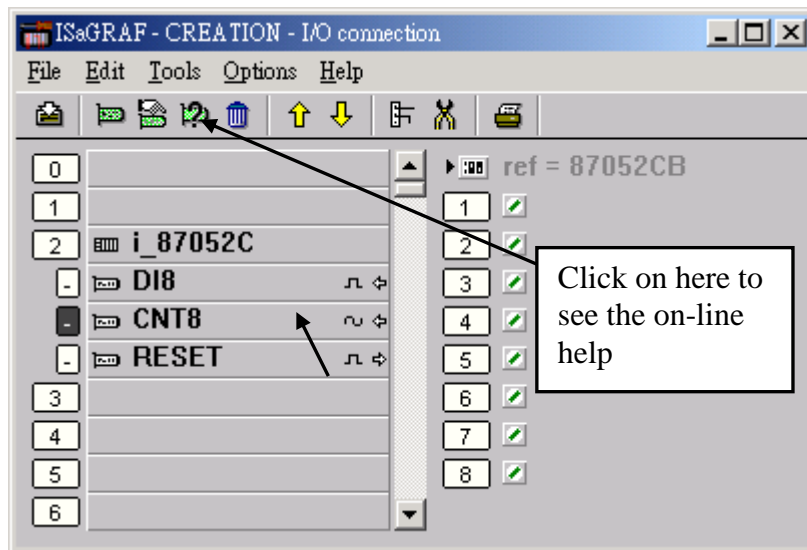 ISaGRAF - CREATION - I/O connection
File Edit Tools Options Help
0
1
2 i_87052C
- DI8
- CNT8
- RESET
3
4
5
6
ref = 87052CB
1
2
3
4
5
6
7
8
Click on here to
see the on-line
help